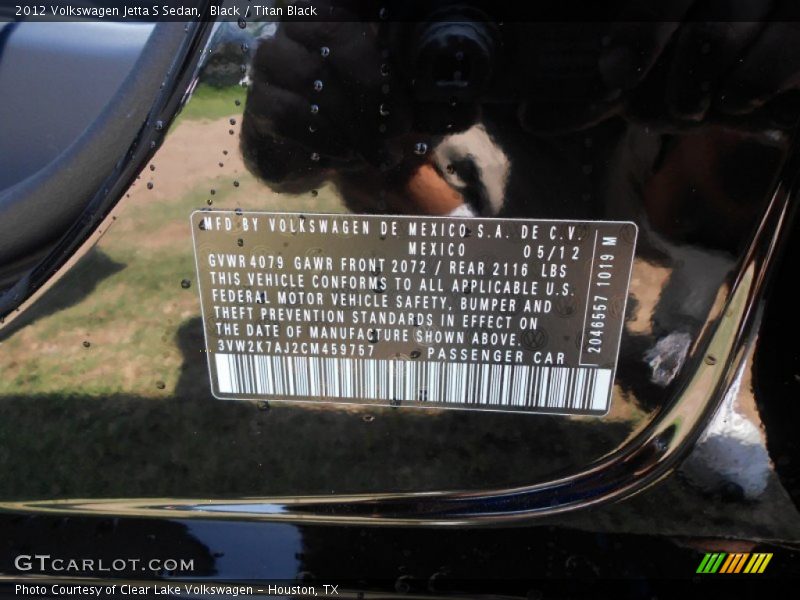 2012 Volkswagen Jetta S Sedan,  Black / Titan Black
MFD BY VOLKSWAGEN DE MEXICO S.A. DE C.V.
MEXICO 05/12
GVWR 4079 GAWR FRONT 2072 / REAR 2116 LBS
THIS VEHICLE CONFORMS TO ALL APPLICABLE U.S.
FEDERAL MOTOR VEHICLE SAFETY, BUMPER AND
THEFT PREVENTION STANDARDS IN EFFECT ON
THE DATE OF MANUFACTURE SHOWN ABOVE.
3VW2K7AJ2CM459757 PASSENGER CAR
2046557 1019 M
GTCARLOT.COM
Photo Courtesy of Clear Lake Volkswagen - Houston, TX